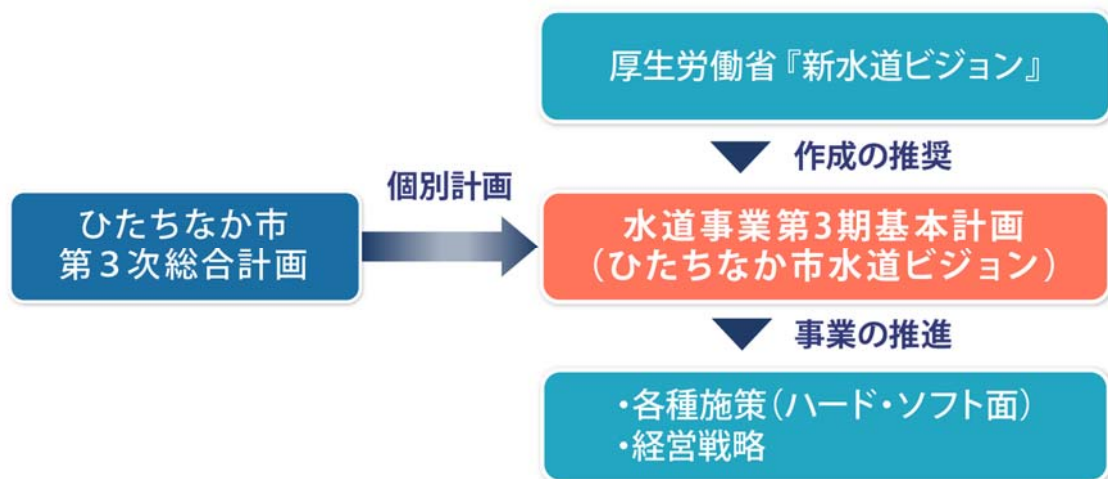 厚生労働省『新水道ビジョン』
作成の推奨
個別計画
ひたちなか市
第３次総合計画
水道事業第3期基本計画
（ひたちなか市水道ビジョン）
事業の推進
・各種施策（ハード・ソフト面）
・経営戦略